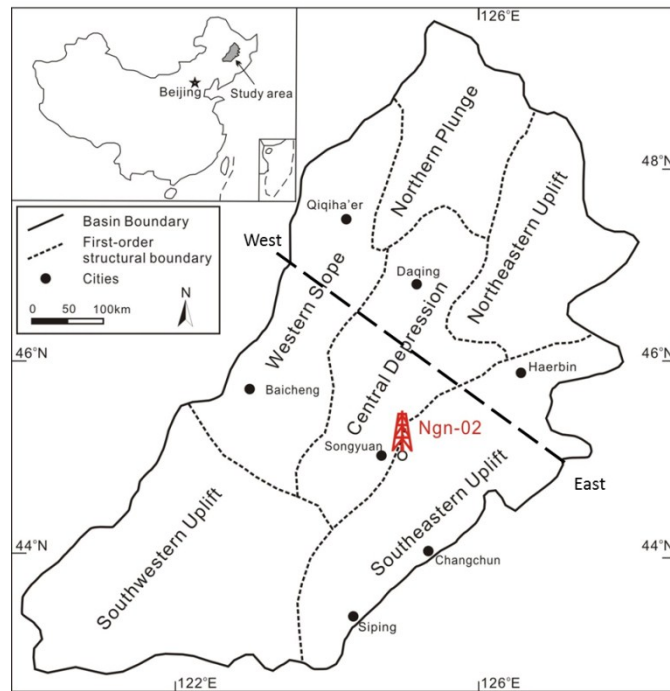 126°E
Beijing
Study area
Basin Boundary
First-order
structural boundary
Cities
0 50 100km
N
48°N
46°N
44°N
46°N
44°N
122°E
126°E
Northern Plunge
Northeastern Uplift
Qiqiha'er
West
Western Slope
Daqing
Central Depression
Haerbin
Baicheng
Ngn-02
Songyuan
East
Southeastern Uplift
Southwestern Uplift
Changchun
Siping